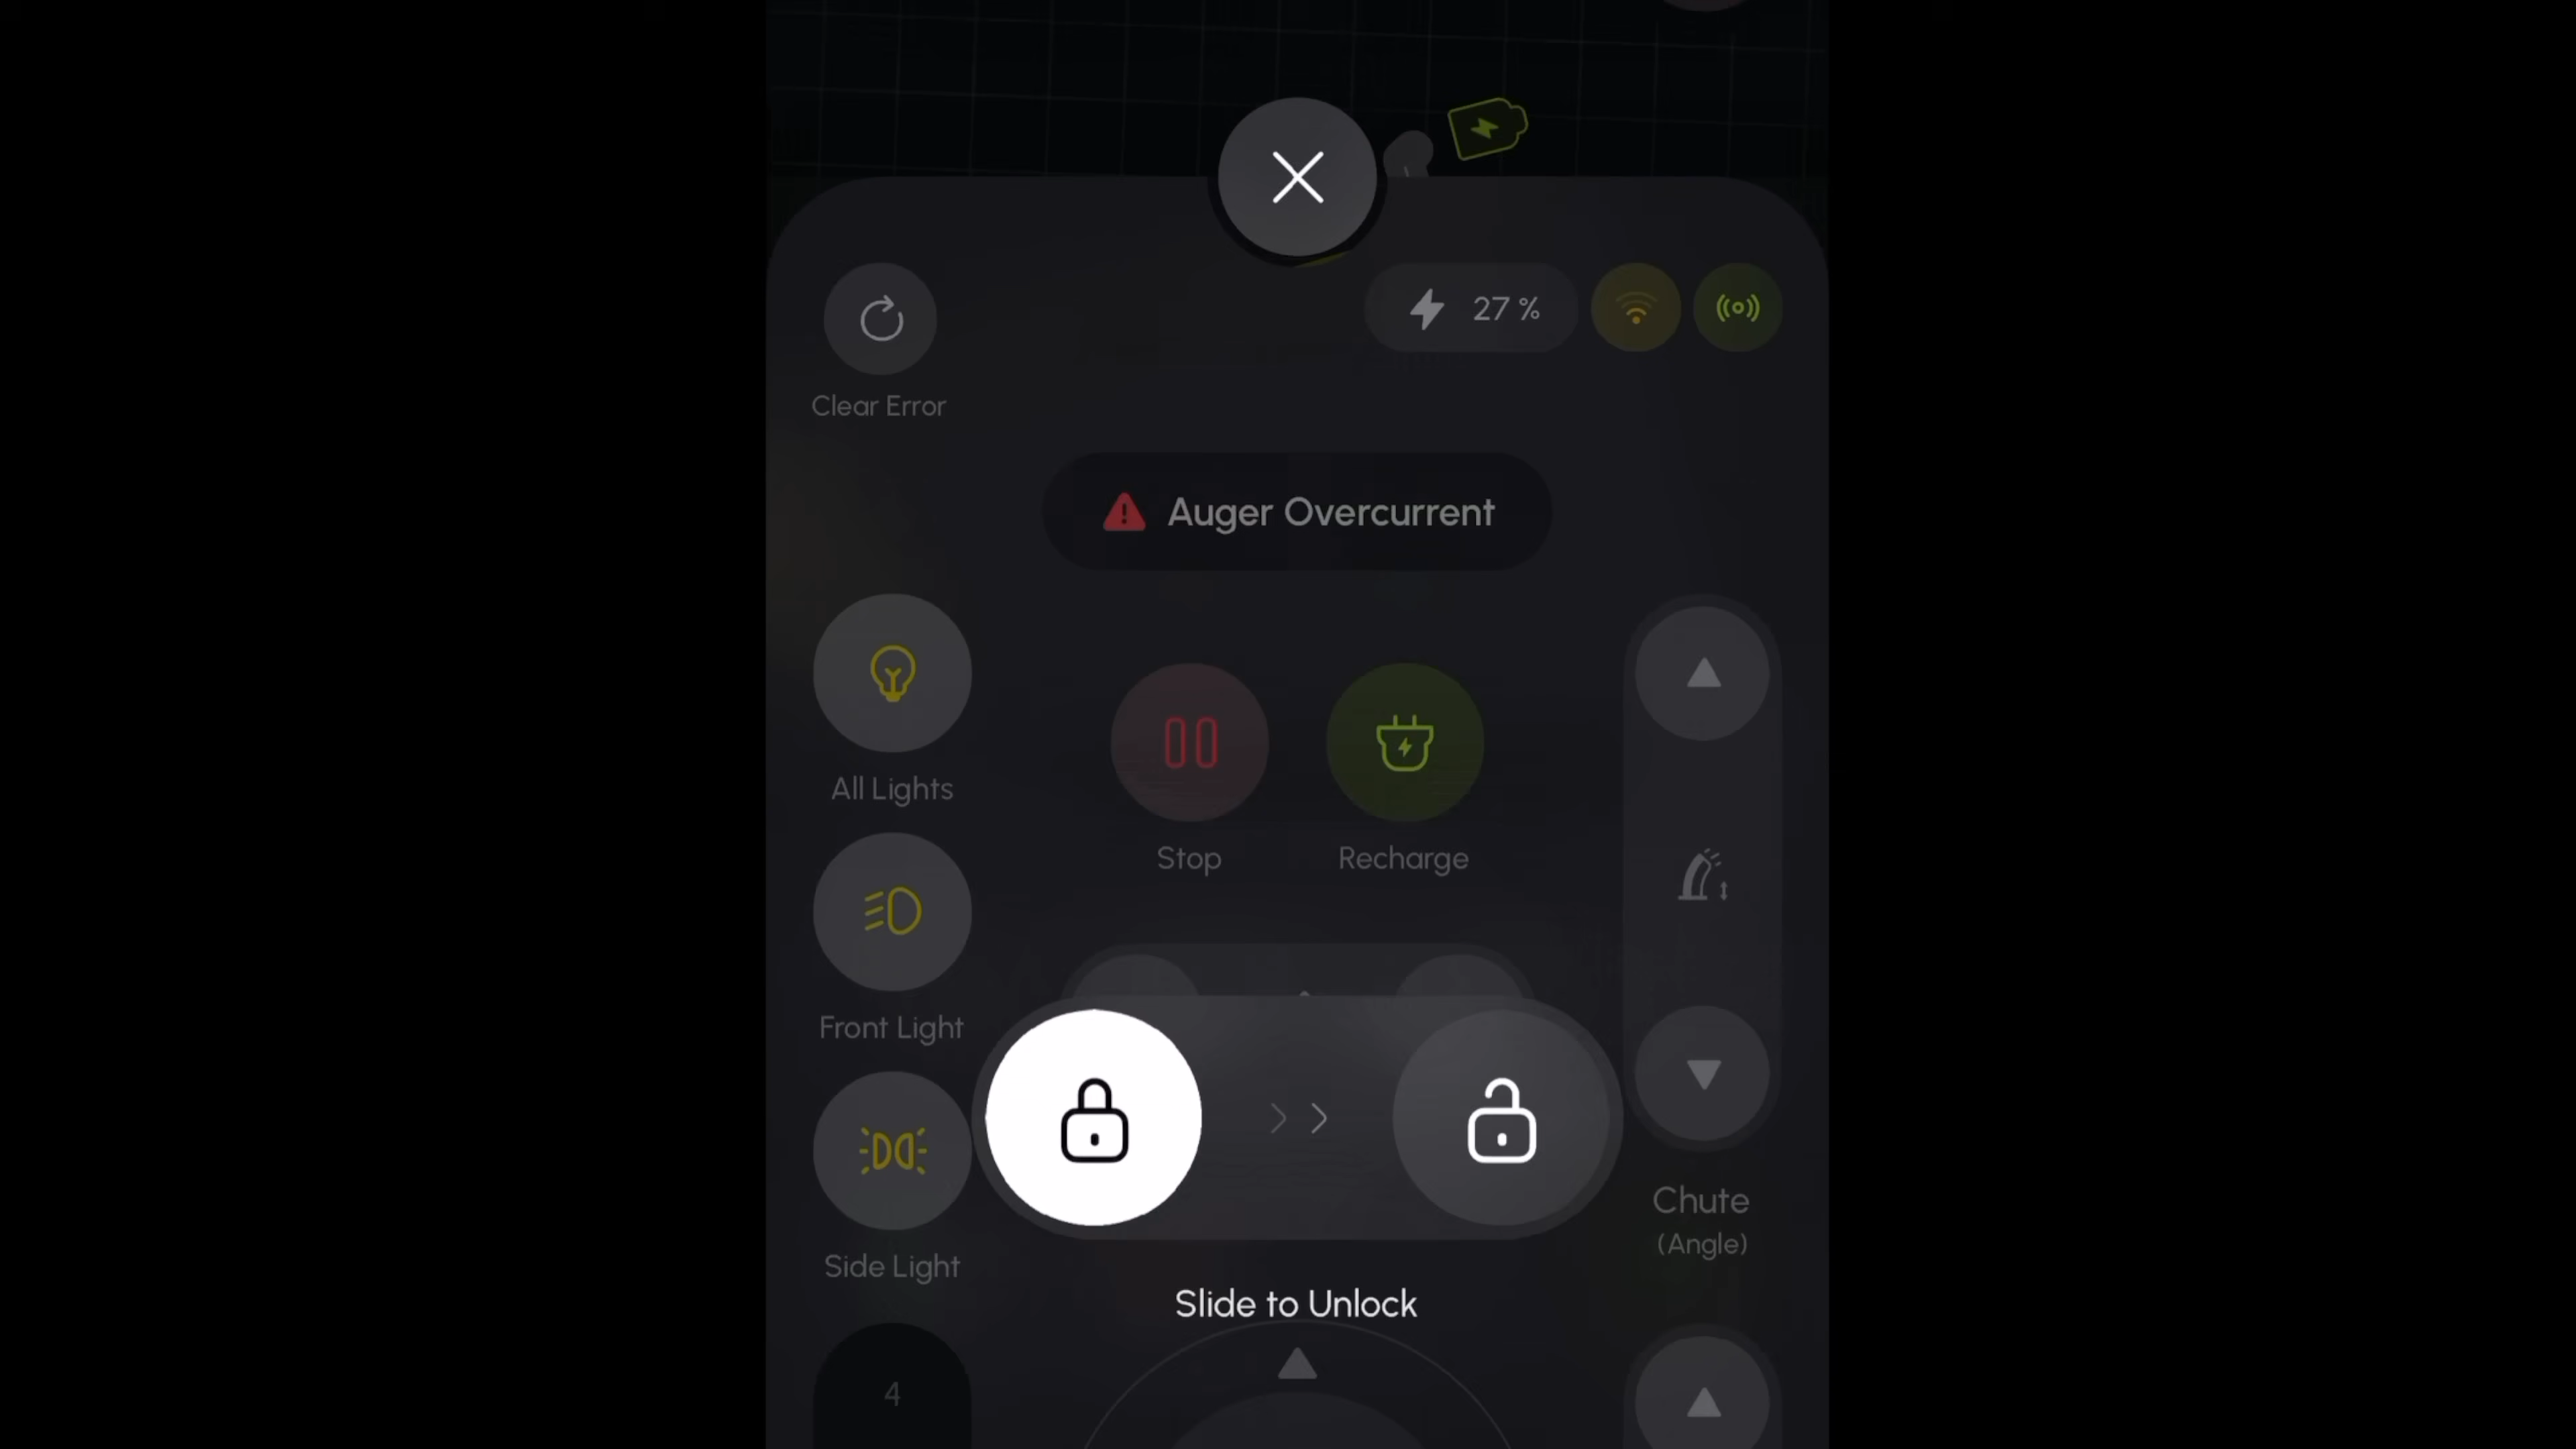 27 %
Clear Error
Auger Overcurrent
All Lights
Stop
Recharge
Front Light
Chute
(Angle)
Side Light
Slide to Unlock
4